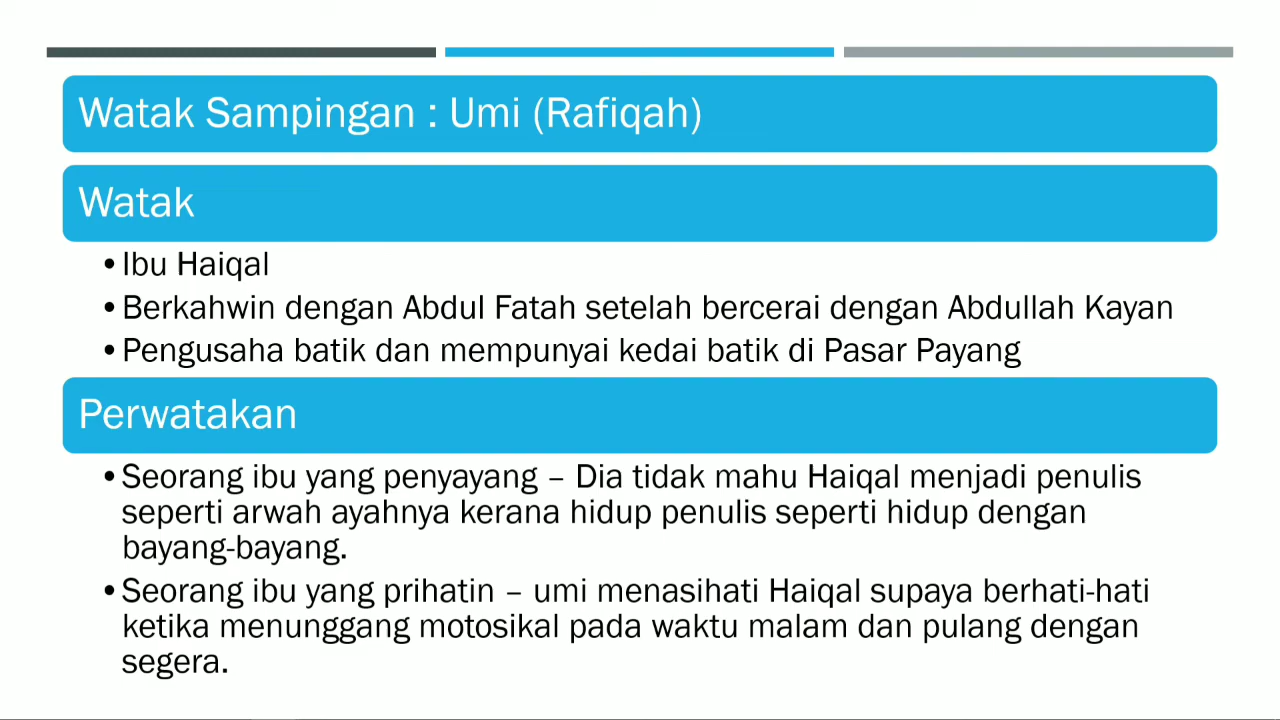 Watak Sampingan : Umi (Rafiqah)
Watak
•Ibu Haiqal
•Berkahwin dengan Abdul Fatah setelah bercerai dengan Abdullah Kayan
•Pengusaha batik dan mempunyai kedai batik di Pasar Payang
Perwatakan
•Seorang ibu yang penyayang – Dia tidak mahu Haiqal menjadi penulis
seperti arwah ayahnya kerana hidup penulis seperti hidup dengan
bayang-bayang.
•Seorang ibu yang prihatin – umi menasihati Haiqal supaya berhati-hati
ketika menunggang motosikal pada waktu malam dan pulang dengan
segera.